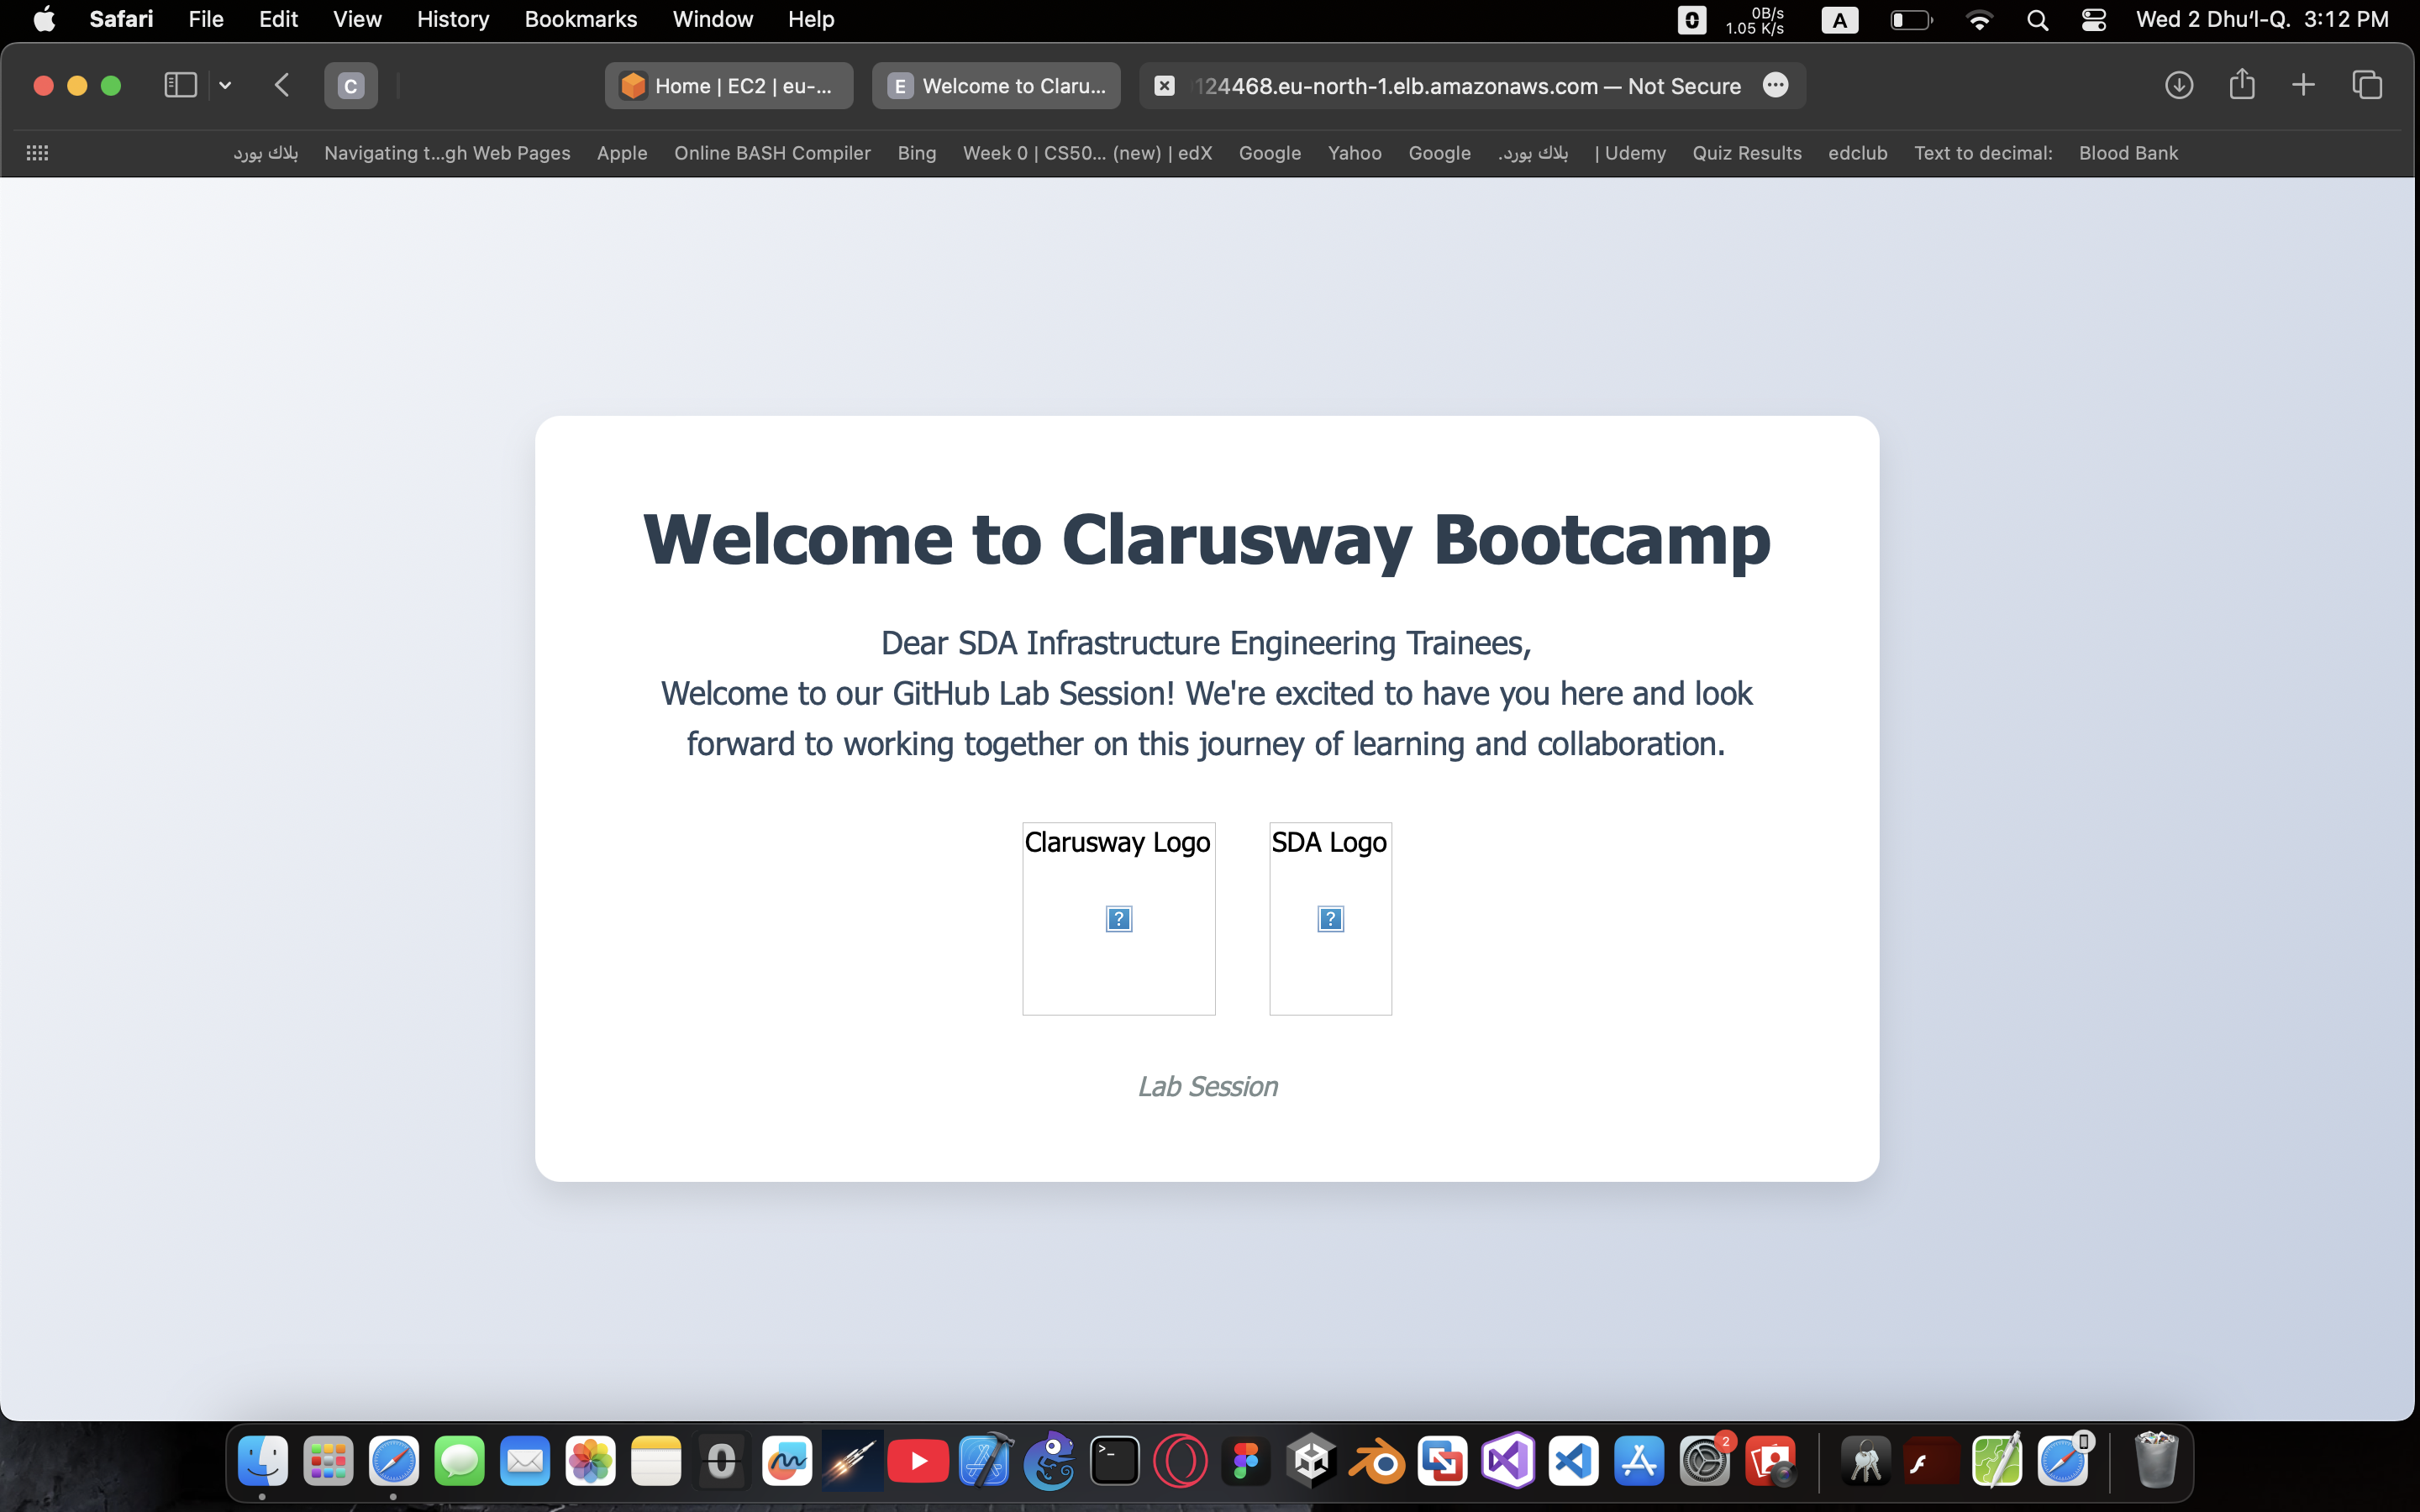 Safari File Edit View History Bookmarks Window Help 0B/s 1.05 K/s A Wed 2 Dhuʻl-Q. 3:12 PM
C Home | EC2 | eu-... E Welcome to Claru... 124468.eu-north-1.elb.amazonaws.com — Not Secure
بلاك بورد Navigating t...gh Web Pages Apple Online BASH Compiler Bing Week 0 | CS50... (new) | edX Google Yahoo Google بلاك بورد. | Udemy Quiz Results edclub Text to decimal: Blood Bank
Welcome to Clarusway Bootcamp
Dear SDA Infrastructure Engineering Trainees,
Welcome to our GitHub Lab Session! We're excited to have you here and look
forward to working together on this journey of learning and collaboration.
Clarusway Logo SDA Logo
? ?
Lab Session
2